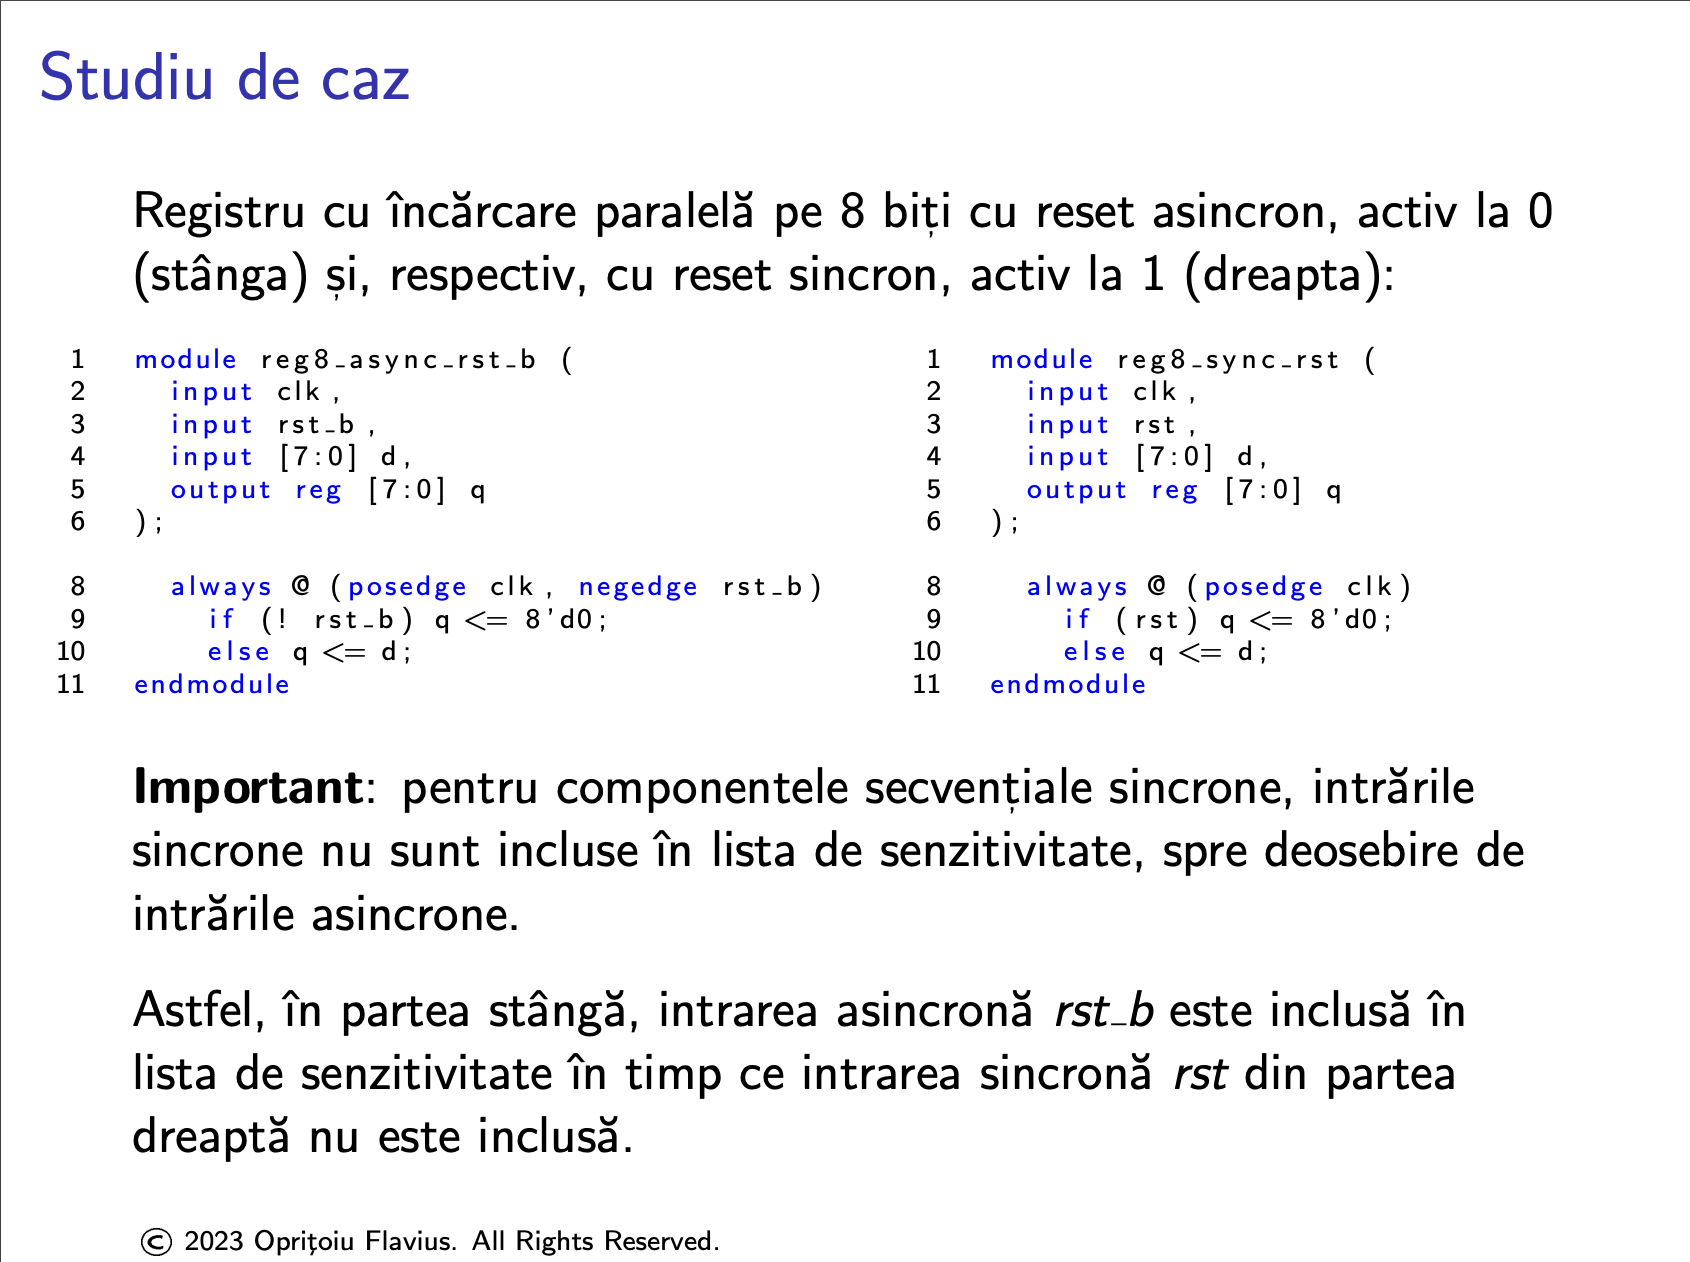 Studiu de caz
Registru cu încărcare paralelă pe 8 biți cu reset asincron, activ la 0
(stânga) și, respectiv, cu reset sincron, activ la 1 (dreapta):
1 module reg8_async_rst_b (
2 input clk,
3 input rst_b,
4 input [7:0] d,
5 output reg [7:0] q
6 );
8 always @ (posedge clk, negedge rst_b)
9 if (! rst_b) q <= 8'd0;
10 else q <= d;
11 endmodule
1 module reg8_sync_rst (
2 input clk,
3 input rst,
4 input [7:0] d,
5 output reg [7:0] q
6 );
8 always @ (posedge clk)
9 if (rst) q <= 8'd0;
10 else q <= d;
11 endmodule
Important: pentru componentele secvențiale sincrone, intrările
sincrone nu sunt incluse în lista de senzitivitate, spre deosebire de
intrările asincrone.
Astfel, în partea stângă, intrarea asincronă rst_b este inclusă în
lista de senzitivitate în timp ce intrarea sincronă rst din partea
dreaptă nu este inclusă.
© 2023 Oprițoiu Flavius. All Rights Reserved.